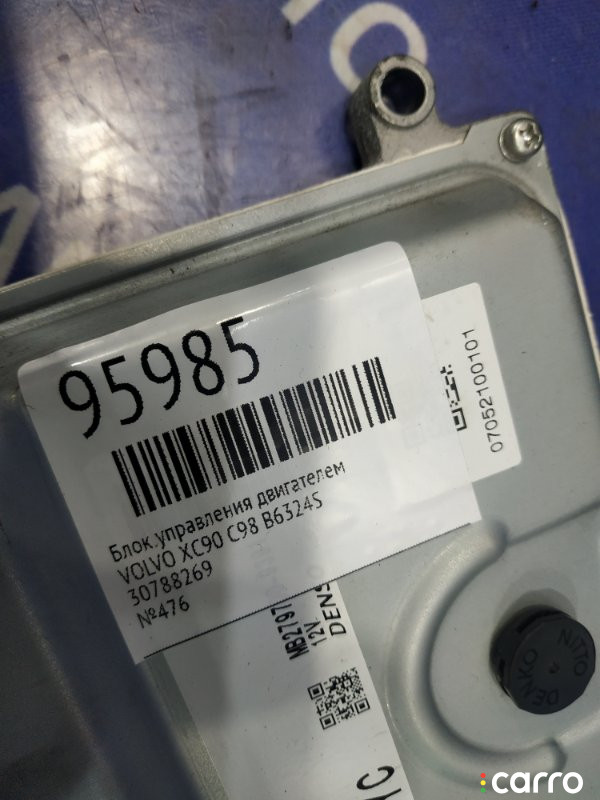 95985
Блок управления двигателем
VOLVO XC90 C98 B6324S
30788269
№476
07052100101
MB2797
12V
DENSO
NITTO
DENKO
carro